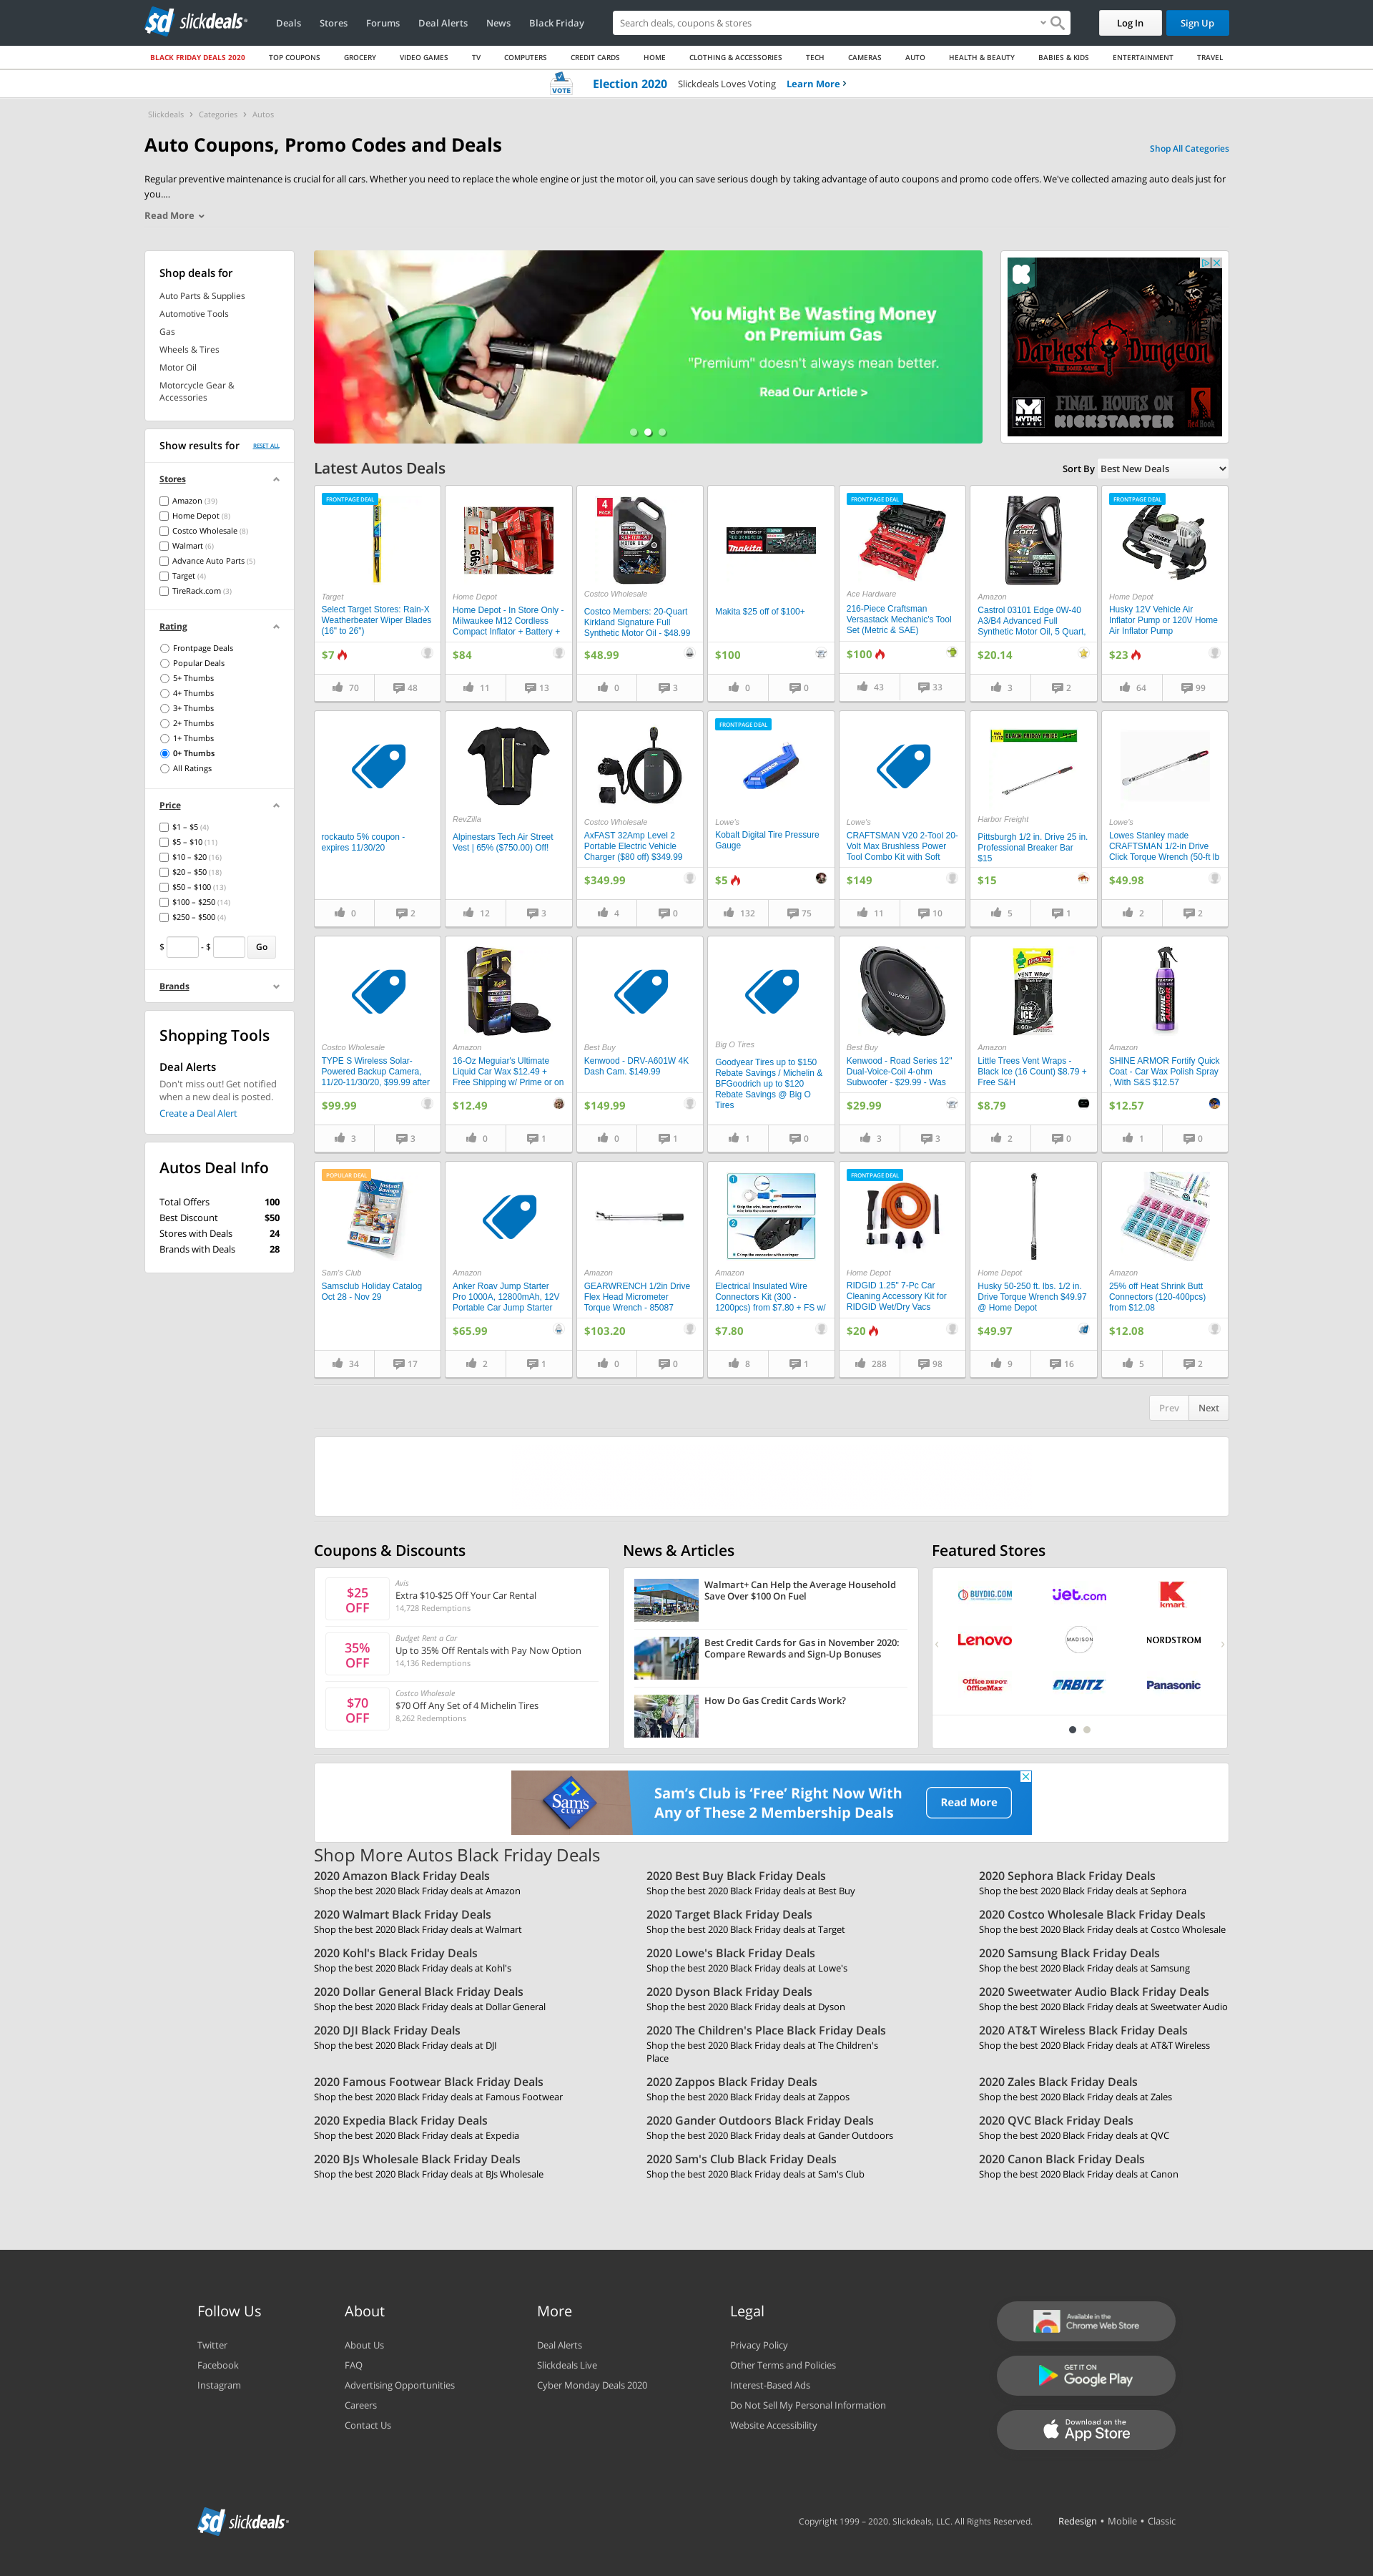 slickdeals
Deals
Stores
Forums
Deal Alerts
News
Black Friday
Search deals, coupons & stores
Log In
Sign Up
BLACK FRIDAY DEALS 2020
TOP COUPONS
GROCERY
VIDEO GAMES
TV
COMPUTERS
CREDIT CARDS
HOME
CLOTHING & ACCESSORIES
TECH
CAMERAS
AUTO
HEALTH & BEAUTY
BABIES & KIDS
ENTERTAINMENT
TRAVEL
VOTE
Election 2020 Slickdeals Loves Voting Learn More
Slickdeals > Categories > Autos
Auto Coupons, Promo Codes and Deals
Shop All Categories
Regular preventive maintenance is crucial for all cars. Whether you need to replace the whole engine or just the motor oil, you can save serious dough by taking advantage of auto coupons and promo code offers. We've collected amazing auto deals just for
you....
Read More
Shop deals for
Auto Parts & Supplies
Automotive Tools
Gas
Wheels & Tires
Motor Oil
Motorcycle Gear &
Accessories
Show results for RESET ALL
Stores
Amazon (39)
Home Depot (8)
Costco Wholesale (8)
Walmart (6)
Advance Auto Parts (5)
Target (4)
TireRack.com (3)
Rating
Frontpage Deals
Popular Deals
5+ Thumbs
4+ Thumbs
3+ Thumbs
2+ Thumbs
1+ Thumbs
0+ Thumbs
All Ratings
Price
$1 – $5 (4)
$5 – $10 (11)
$10 – $20 (16)
$20 – $50 (18)
$50 – $100 (13)
$100 – $250 (14)
$250 – $500 (4)
$ - $ Go
Brands
Shopping Tools
Deal Alerts
Don't miss out! Get notified
when a new deal is posted.
Create a Deal Alert
Autos Deal Info
Total Offers 100
Best Discount $50
Stores with Deals 24
Brands with Deals 28
You Might Be Wasting Money
on Premium Gas
"Premium" doesn't always mean better.
Read Our Article >
Darkest Dungeon
THE BOARD GAME
MYTHIC GAMES
FINAL HOURS ON
KICKSTARTER
Red Hook
Latest Autos Deals
Sort By Best New Deals
FRONTPAGE DEAL
Target
Select Target Stores: Rain-X
Weatherbeater Wiper Blades
(16" to 26")
$7
70 48
Home Depot
Home Depot - In Store Only -
Milwaukee M12 Cordless
Compact Inflator + Battery +
$84
11 13
4 PACK
Costco Wholesale
Costco Members: 20-Quart
Kirkland Signature Full
Synthetic Motor Oil - $48.99
$48.99
0 3
makita
Makita $25 off of $100+
$100
0 0
FRONTPAGE DEAL
Ace Hardware
216-Piece Craftsman
Versastack Mechanic's Tool
Set (Metric & SAE)
$100
43 33
Castrol EDGE
Amazon
Castrol 03101 Edge 0W-40
A3/B4 Advanced Full
Synthetic Motor Oil, 5 Quart,
$20.14
3 2
FRONTPAGE DEAL
Home Depot
Husky 12V Vehicle Air
Inflator Pump or 120V Home
Air Inflator Pump
$23
64 99
rockauto 5% coupon -
expires 11/30/20
0 2
RevZilla
Alpinestars Tech Air Street
Vest | 65% ($750.00) Off!
12 3
Costco Wholesale
AxFAST 32Amp Level 2
Portable Electric Vehicle
Charger ($80 off) $349.99
$349.99
4 0
FRONTPAGE DEAL
Lowe's
Kobalt Digital Tire Pressure
Gauge
$5
132 75
Lowe's
CRAFTSMAN V20 2-Tool 20-
Volt Max Brushless Power
Tool Combo Kit with Soft
$149
11 10
Harbor Freight
Pittsburgh 1/2 in. Drive 25 in.
Professional Breaker Bar
$15
$15
5 1
Lowe's
Lowes Stanley made
CRAFTSMAN 1/2-in Drive
Click Torque Wrench (50-ft lb
$49.98
2 2
Costco Wholesale
TYPE S Wireless Solar-
Powered Backup Camera,
11/20-11/30/20, $99.99 after
$99.99
3 3
Amazon
16-Oz Meguiar's Ultimate
Liquid Car Wax $12.49 +
Free Shipping w/ Prime or on
$12.49
0 1
Best Buy
Kenwood - DRV-A601W 4K
Dash Cam. $149.99
$149.99
0 1
Big O Tires
Goodyear Tires up to $150
Rebate Savings / Michelin &
BFGoodrich up to $120
Rebate Savings @ Big O
Tires
1 0
Best Buy
Kenwood - Road Series 12"
Dual-Voice-Coil 4-ohm
Subwoofer - $29.99 - Was
$29.99
3 3
VENT WRAP
BLACK ICE
Amazon
Little Trees Vent Wraps -
Black Ice (16 Count) $8.79 +
Free S&H
$8.79
2 0
SHINE ARMOR
Amazon
SHINE ARMOR Fortify Quick
Coat - Car Wax Polish Spray
, With S&S $12.57
$12.57
1 0
POPULAR DEAL
Instant Savings
Sam's Club
Samsclub Holiday Catalog
Oct 28 - Nov 29
34 17
Amazon
Anker Roav Jump Starter
Pro 1000A, 12800mAh, 12V
Portable Car Jump Starter
$65.99
2 1
Amazon
GEARWRENCH 1/2in Drive
Flex Head Micrometer
Torque Wrench - 85087
$103.20
0 0
Amazon
Electrical Insulated Wire
Connectors Kit (300 -
1200pcs) from $7.80 + FS w/
$7.80
8 1
FRONTPAGE DEAL
Home Depot
RIDGID 1.25" 7-Pc Car
Cleaning Accessory Kit for
RIDGID Wet/Dry Vacs
$20
288 98
Home Depot
Husky 50-250 ft. lbs. 1/2 in.
Drive Torque Wrench $49.97
@ Home Depot
$49.97
9 16
Amazon
25% off Heat Shrink Butt
Connectors (120-400pcs)
from $12.08
$12.08
5 2
Prev Next
Coupons & Discounts
$25 OFF
Avis
Extra $10-$25 Off Your Car Rental
14,728 Redemptions
35% OFF
Budget Rent a Car
Up to 35% Off Rentals with Pay Now Option
14,136 Redemptions
$70 OFF
Costco Wholesale
$70 Off Any Set of 4 Michelin Tires
8,262 Redemptions
News & Articles
Walmart+ Can Help the Average Household
Save Over $100 On Fuel
Best Credit Cards for Gas in November 2020:
Compare Rewards and Sign-Up Bonuses
How Do Gas Credit Cards Work?
Featured Stores
BUYDIG.COM
Jet.com
kmart
Lenovo
MADISON
NORDSTROM
Office DEPOT
OfficeMax
ORBITZ
Panasonic
Sam's CLUB
Sam's Club is 'Free' Right Now With
Any of These 2 Membership Deals
Read More
Shop More Autos Black Friday Deals
2020 Amazon Black Friday Deals
Shop the best 2020 Black Friday deals at Amazon
2020 Best Buy Black Friday Deals
Shop the best 2020 Black Friday deals at Best Buy
2020 Sephora Black Friday Deals
Shop the best 2020 Black Friday deals at Sephora
2020 Walmart Black Friday Deals
Shop the best 2020 Black Friday deals at Walmart
2020 Target Black Friday Deals
Shop the best 2020 Black Friday deals at Target
2020 Costco Wholesale Black Friday Deals
Shop the best 2020 Black Friday deals at Costco Wholesale
2020 Kohl's Black Friday Deals
Shop the best 2020 Black Friday deals at Kohl's
2020 Lowe's Black Friday Deals
Shop the best 2020 Black Friday deals at Lowe's
2020 Samsung Black Friday Deals
Shop the best 2020 Black Friday deals at Samsung
2020 Dollar General Black Friday Deals
Shop the best 2020 Black Friday deals at Dollar General
2020 Dyson Black Friday Deals
Shop the best 2020 Black Friday deals at Dyson
2020 Sweetwater Audio Black Friday Deals
Shop the best 2020 Black Friday deals at Sweetwater Audio
2020 DJI Black Friday Deals
Shop the best 2020 Black Friday deals at DJI
2020 The Children's Place Black Friday Deals
Shop the best 2020 Black Friday deals at The Children's
Place
2020 AT&T Wireless Black Friday Deals
Shop the best 2020 Black Friday deals at AT&T Wireless
2020 Famous Footwear Black Friday Deals
Shop the best 2020 Black Friday deals at Famous Footwear
2020 Zappos Black Friday Deals
Shop the best 2020 Black Friday deals at Zappos
2020 Zales Black Friday Deals
Shop the best 2020 Black Friday deals at Zales
2020 Expedia Black Friday Deals
Shop the best 2020 Black Friday deals at Expedia
2020 Gander Outdoors Black Friday Deals
Shop the best 2020 Black Friday deals at Gander Outdoors
2020 QVC Black Friday Deals
Shop the best 2020 Black Friday deals at QVC
2020 BJs Wholesale Black Friday Deals
Shop the best 2020 Black Friday deals at BJs Wholesale
2020 Sam's Club Black Friday Deals
Shop the best 2020 Black Friday deals at Sam's Club
2020 Canon Black Friday Deals
Shop the best 2020 Black Friday deals at Canon
Follow Us
Twitter
Facebook
Instagram
About
About Us
FAQ
Advertising Opportunities
Careers
Contact Us
More
Deal Alerts
Slickdeals Live
Cyber Monday Deals 2020
Legal
Privacy Policy
Other Terms and Policies
Interest-Based Ads
Do Not Sell My Personal Information
Website Accessibility
Available in the
Chrome Web Store
GET IT ON
Google Play
Download on the
App Store
slickdeals
Copyright 1999 – 2020. Slickdeals, LLC. All Rights Reserved.
Redesign • Mobile • Classic